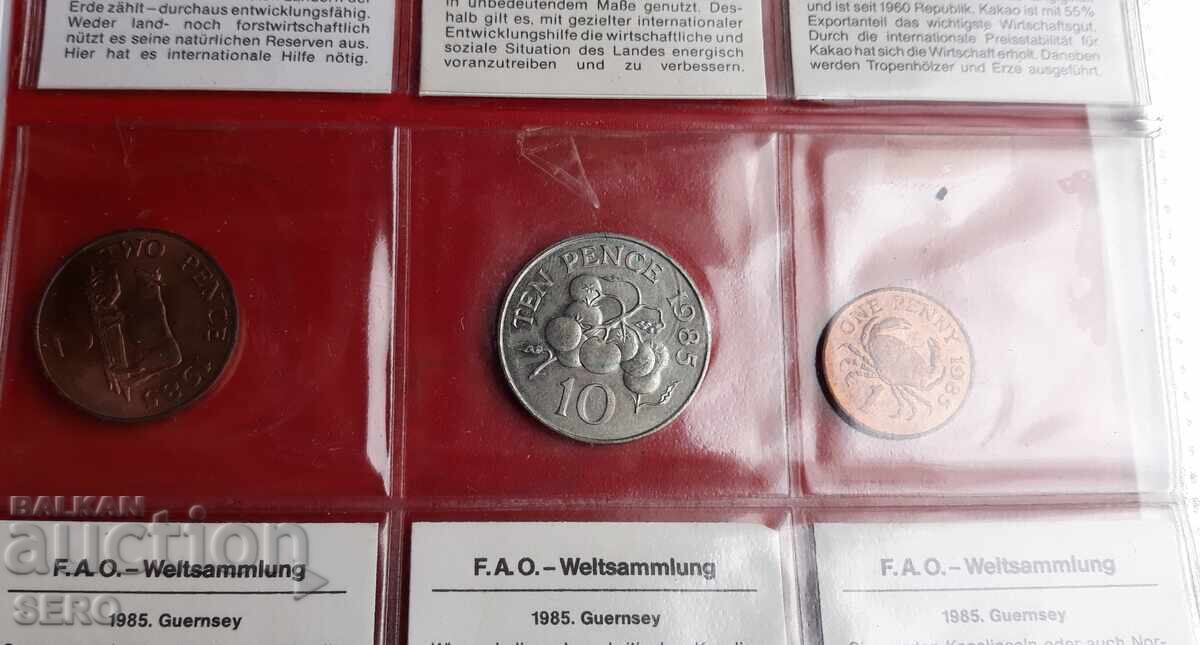 Erde zählt – durchaus entwicklungsfähig.
Weder land- noch forstwirtschaftlich
nützt es seine natürlichen Reserven aus.
Hier hat es internationale Hilfe nötig.
in unbedeutendem Maße genutzt. Des-
halb gilt es, mit gezielter internationaler
Entwicklungshilfe die wirtschaftliche und
soziale Situation des Landes energisch
voranzutreiben und zu verbessern.
und ist seit 1960 Republik. Kakao ist mit 55%
Exportanteil das wichtigste Wirtschaftsgut.
Durch die internationale Preisstabilität für
Kakao hat sich die Wirtschaft erholt. Daneben
werden Tropenhölzer und Erze ausgeführt.
TWO PENCE 1985
TEN PENCE 1985
10
ONE PENNY 1985
1
BALKAN
auction
SERO
F.A.O. – Weltsammlung
1985. Guernsey
F.A.O. – Weltsammlung
1985. Guernsey
F.A.O. – Weltsammlung
1985. Guernsey